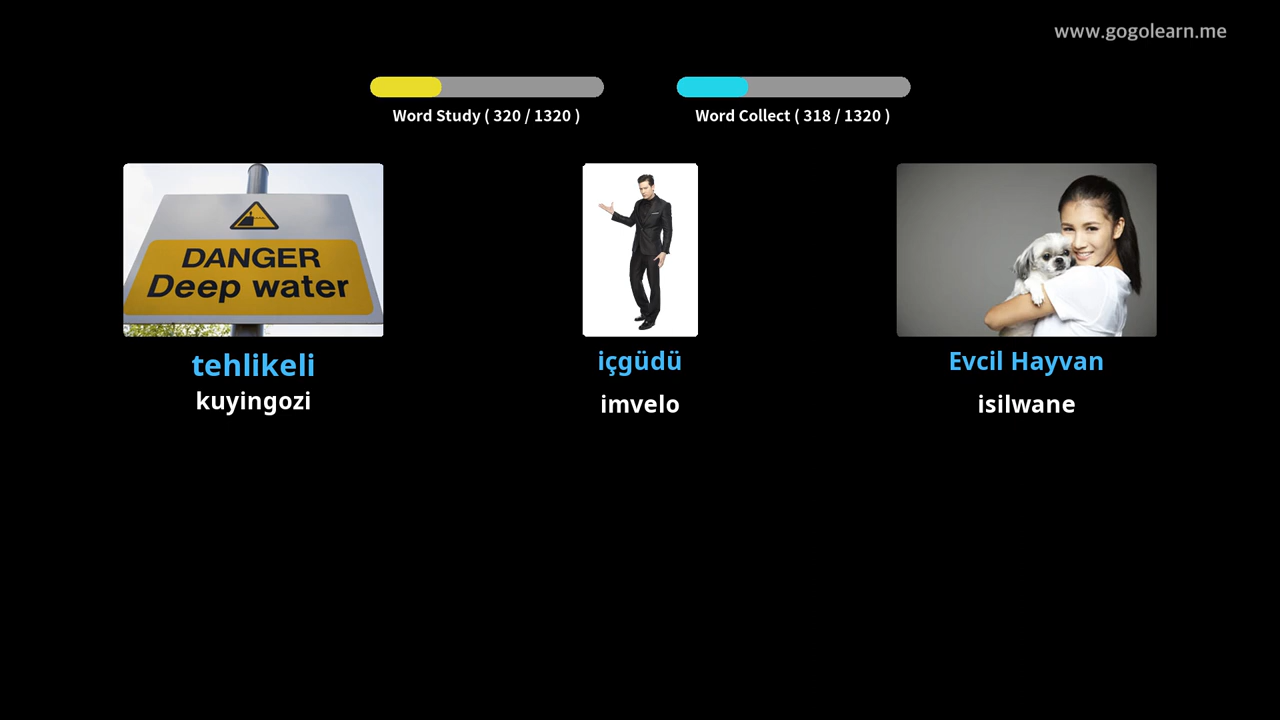 www.gogolearn.me
Word Study ( 320 / 1320 )
Word Collect ( 318 / 1320 )
DANGER
Deep water
tehlikeli
kuyingozi
içgüdü
imvelo
Evcil Hayvan
isilwane